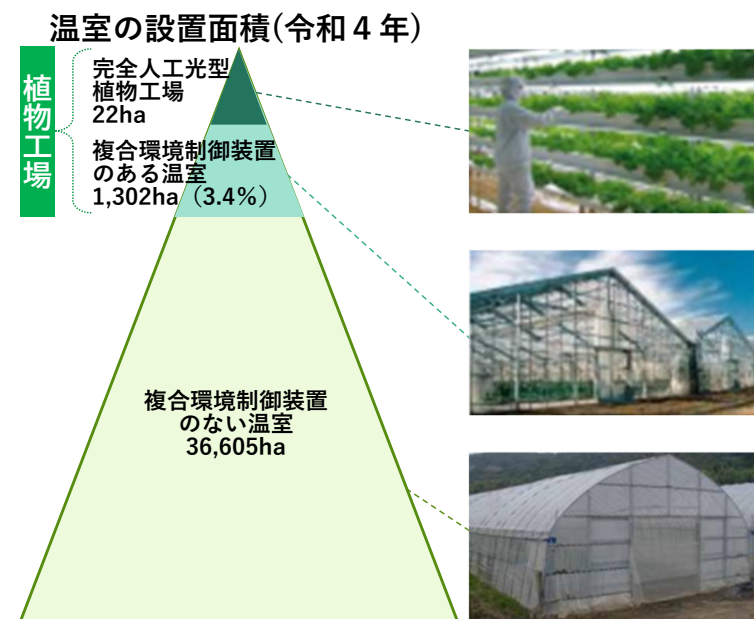 温室の設置面積(令和４年)
植物工場
完全人工光型
植物工場
22ha
複合環境制御装置
のある温室
1,302ha（3.4％）
複合環境制御装置
のない温室
36,605ha